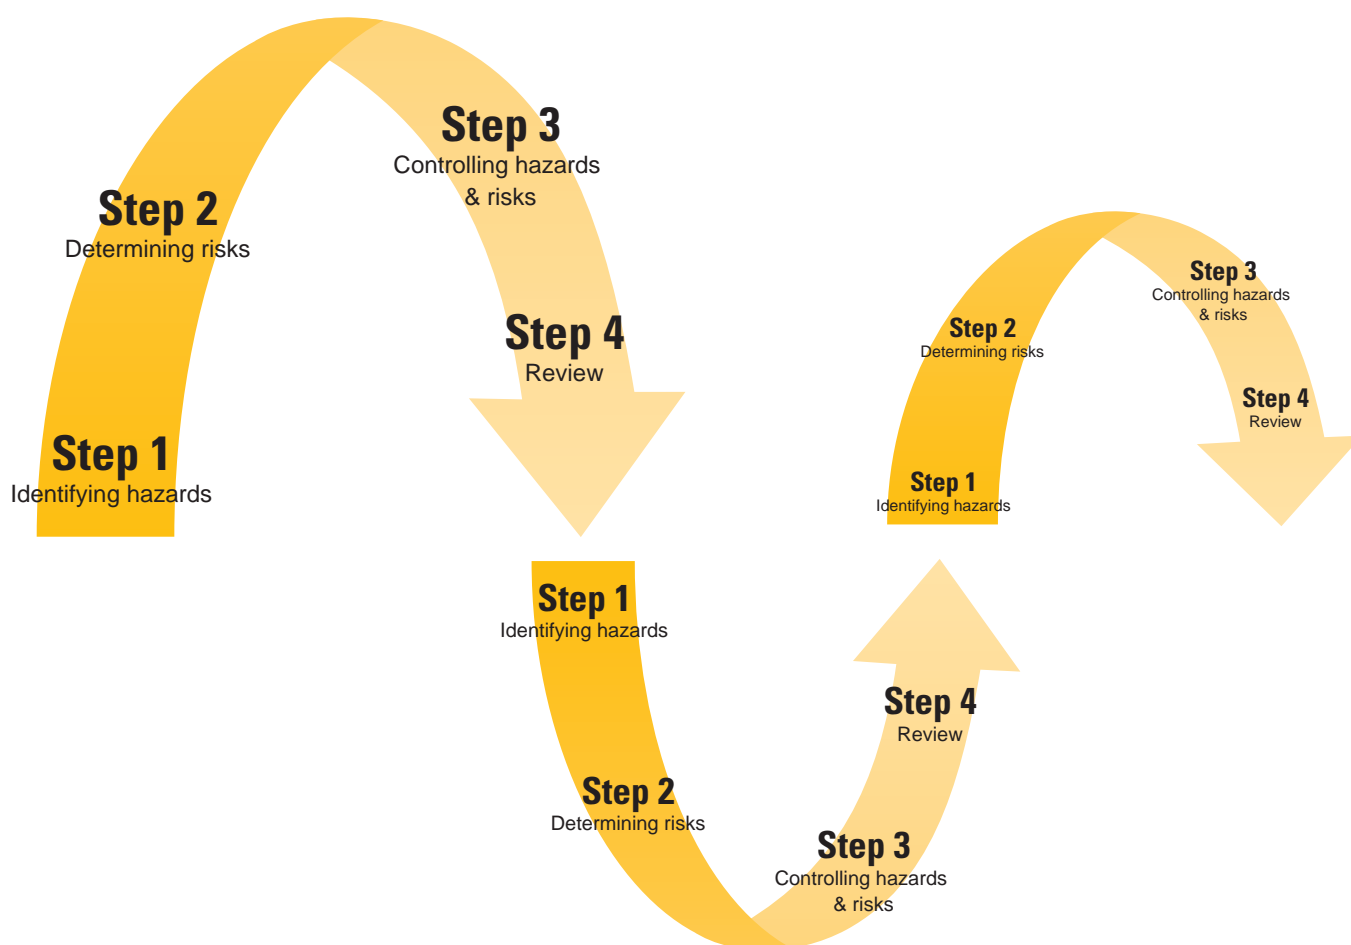 Step 1
Identifying hazards
Step 2
Determining risks
Step 3
Controlling hazards
& risks
Step 4
Review
Step 1
Identifying hazards
Step 2
Determining risks
Step 3
Controlling hazards
& risks
Step 4
Review
Step 1
Identifying hazards
Step 2
Determining risks
Step 3
Controlling hazards
& risks
Step 4
Review